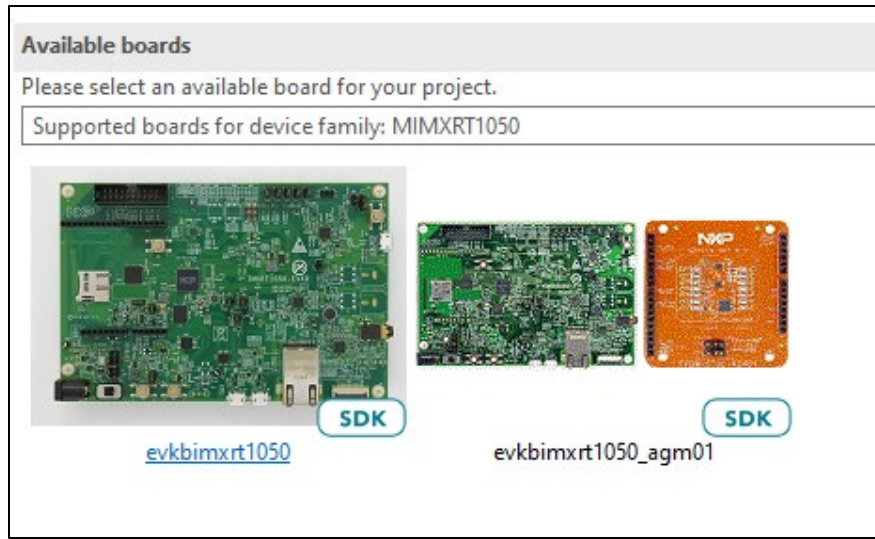 Available boards
Please select an available board for your project.
Supported boards for device family: MIMXRT1050
NXP
SDK
SDK
evkbimxrt1050
evkbimxrt1050_agm01